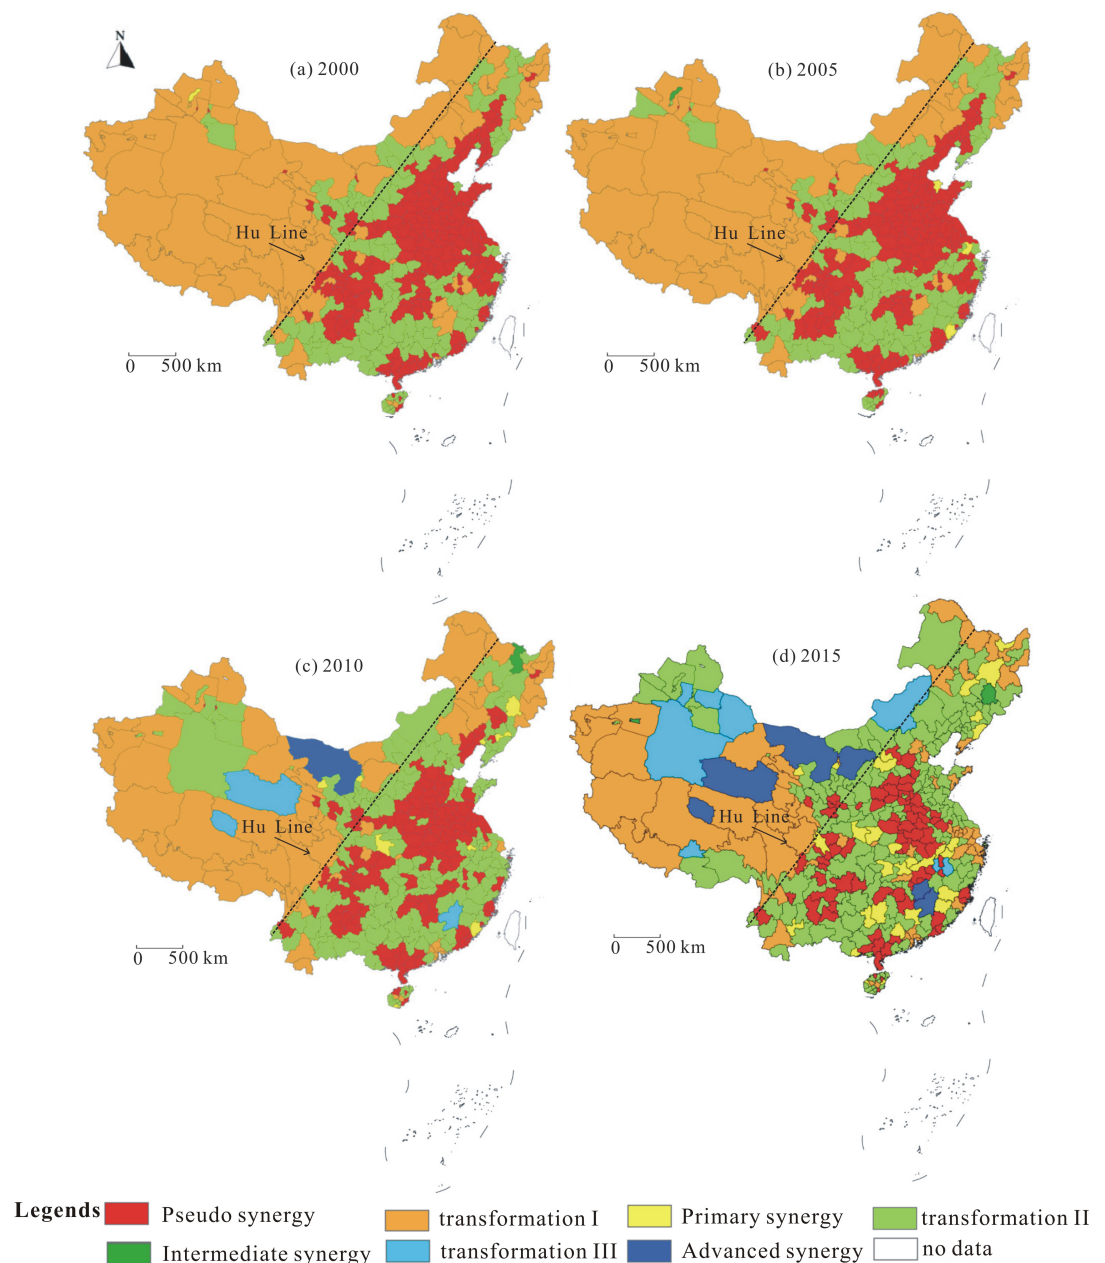 N
(a) 2000
(b) 2005
Hu Line
Hu Line
0 500 km
0 500 km
(c) 2010
(d) 2015
Hu Line
Hu Line
0 500 km
0 500 km
Legends Pseudo synergy transformation I Primary synergy transformation II
Intermediate synergy transformation III Advanced synergy no data